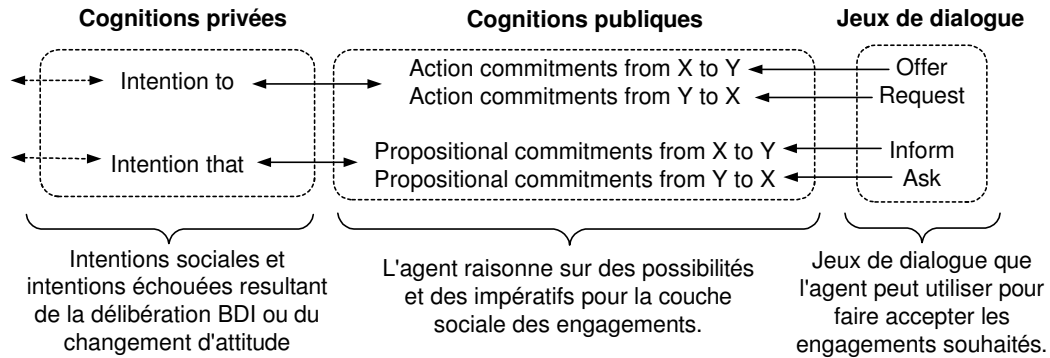 Cognitions privées
Cognitions publiques
Jeux de dialogue
Intention to
Action commitments from X to Y
Offer
Action commitments from Y to X
Request
Intention that
Propositional commitments from X to Y
Inform
Propositional commitments from Y to X
Ask
Intentions sociales et
intentions échouées resultant
de la délibération BDI ou du
changement d'attitude
L'agent raisonne sur des possibilités
et des impératifs pour la couche
sociale des engagements.
Jeux de dialogue que
l'agent peut utiliser pour
faire accepter les
engagements souhaités.